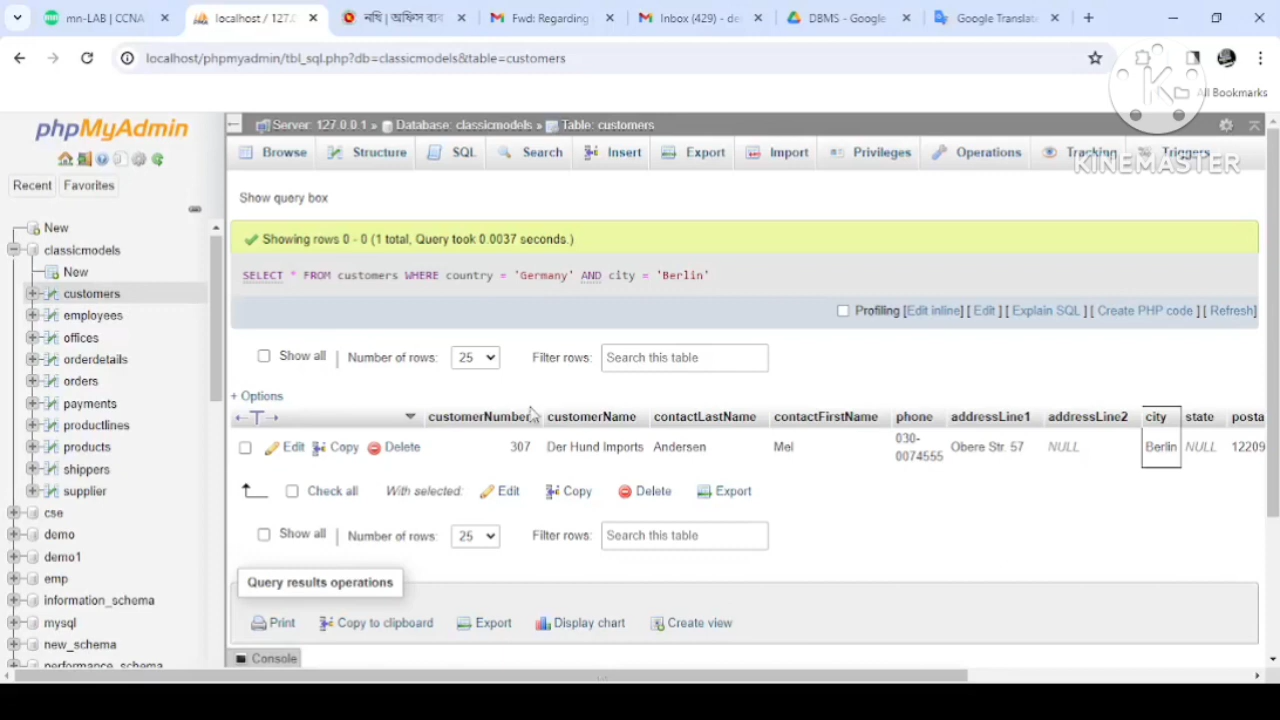 mn-LAB | CCNA
localhost / 127.0
নথি | অফিস ব্যব
Fwd: Regarding
Inbox (429) - de
DBMS - Google
Google Translat
localhost/phpmyadmin/tbl_sql.php?db=classicmodels&table=customers
All Bookmarks
phpMyAdmin
Server: 127.0.0.1 » Database: classicmodels » Table: customers
Browse Structure SQL Search Insert Export Import Privileges Operations Tracking Triggers
KINEMASTER
Recent Favorites
Show query box
New
Showing rows 0 - 0 (1 total, Query took 0.0037 seconds.)
classicmodels
New
SELECT * FROM customers WHERE country = 'Germany' AND city = 'Berlin'
customers
employees
Profiling [Edit inline] [ Edit ] [ Explain SQL ] [ Create PHP code ] [ Refresh]
offices
orderdetails
Show all | Number of rows: 25 Filter rows: Search this table
orders
payments
+ Options
productlines
customerNumber customerName contactLastName contactFirstName phone addressLine1 addressLine2 city state posta
products
Edit Copy Delete 307 Der Hund Imports Andersen Mel 030-0074555 Obere Str. 57 NULL Berlin NULL 12209
shippers
supplier
Check all With selected: Edit Copy Delete Export
cse
demo
Show all | Number of rows: 25 Filter rows: Search this table
demo1
emp
Query results operations
information_schema
mysql
Print Copy to clipboard Export Display chart Create view
new_schema
performance_schema
Console